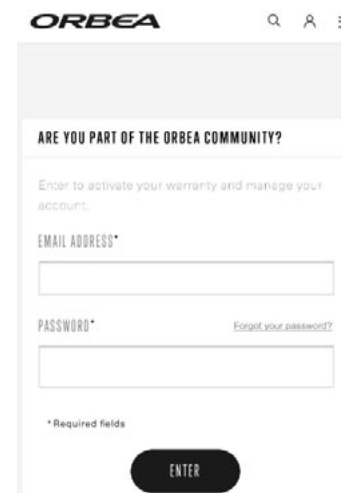 ORBEA
ARE YOU PART OF THE ORBEA COMMUNITY?
Enter to activate your warranty and manage your
account.
EMAIL ADDRESS*
PASSWORD* Forgot your password?
* Required fields
ENTER